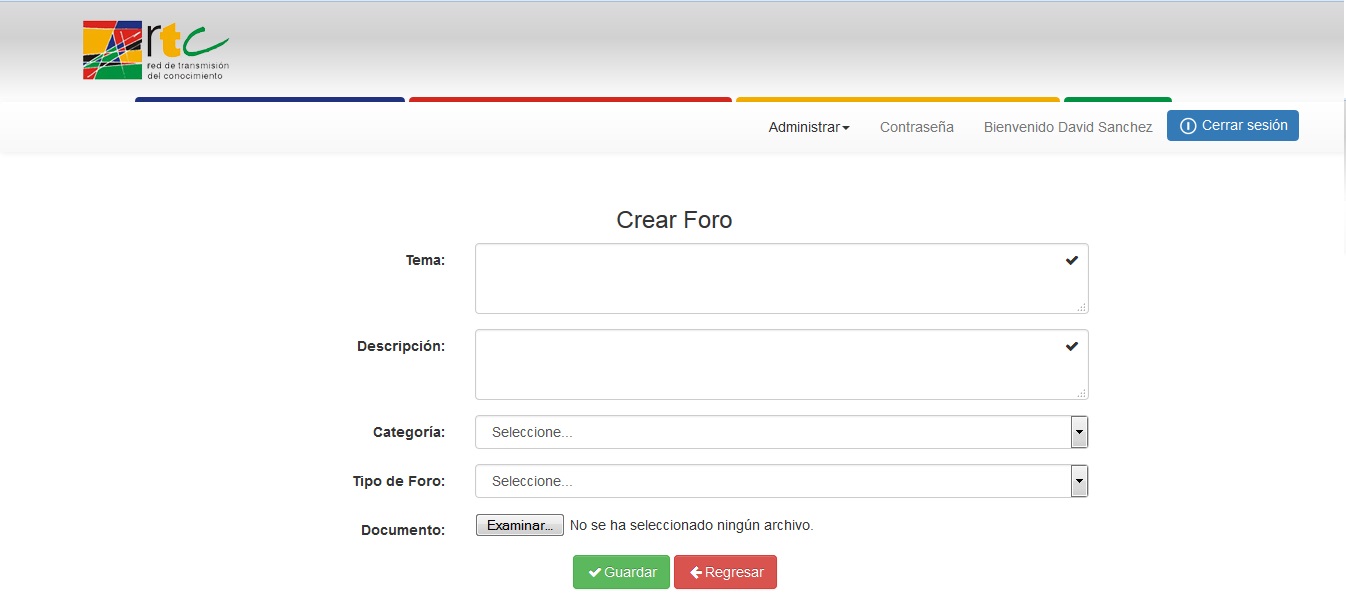 rtc
red de transmisión
del conocimiento
Administrar Contraseña Bienvenido David Sanchez Cerrar sesión
Crear Foro
Tema:
Descripción:
Categoría: Seleccione...
Tipo de Foro: Seleccione...
Documento: Examinar... No se ha seleccionado ningún archivo.
Guardar Regresar